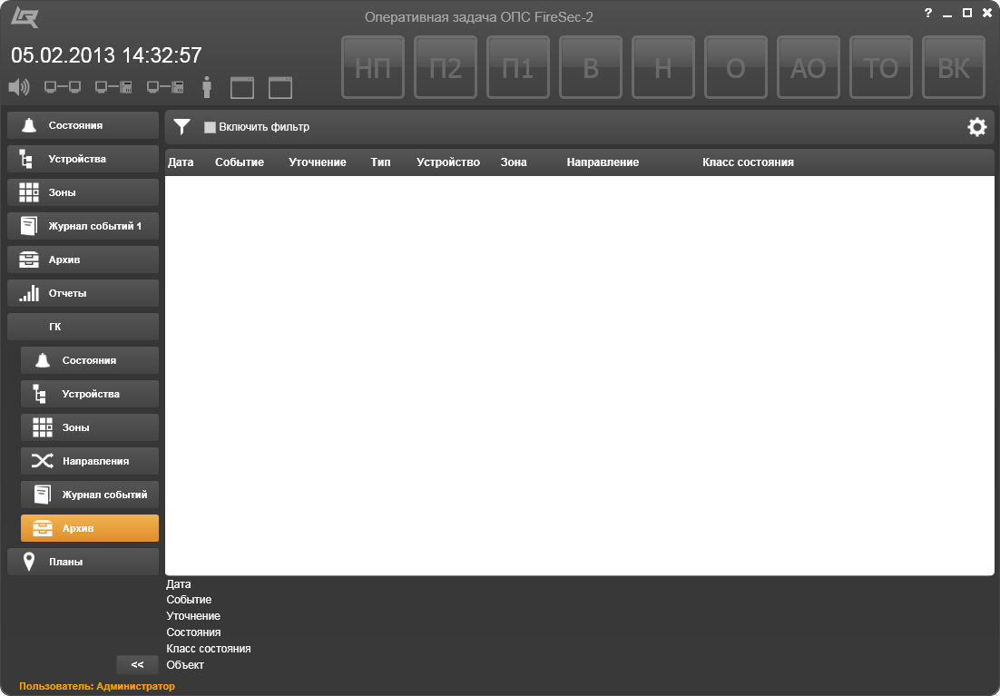 Оперативная задача ОПС FireSec-2
?
05.02.2013 14:32:57
НП П2 П1 В Н О АО ТО ВК
Состояния
Устройства
Зоны
Журнал событий 1
Архив
Отчеты
ГК
Состояния
Устройства
Зоны
Направления
Журнал событий
Архив
Планы
<<
Пользователь: Администратор
Включить фильтр
Дата Событие Уточнение Тип Устройство Зона Направление Класс состояния
Дата
Событие
Уточнение
Состояния
Класс состояния
Объект